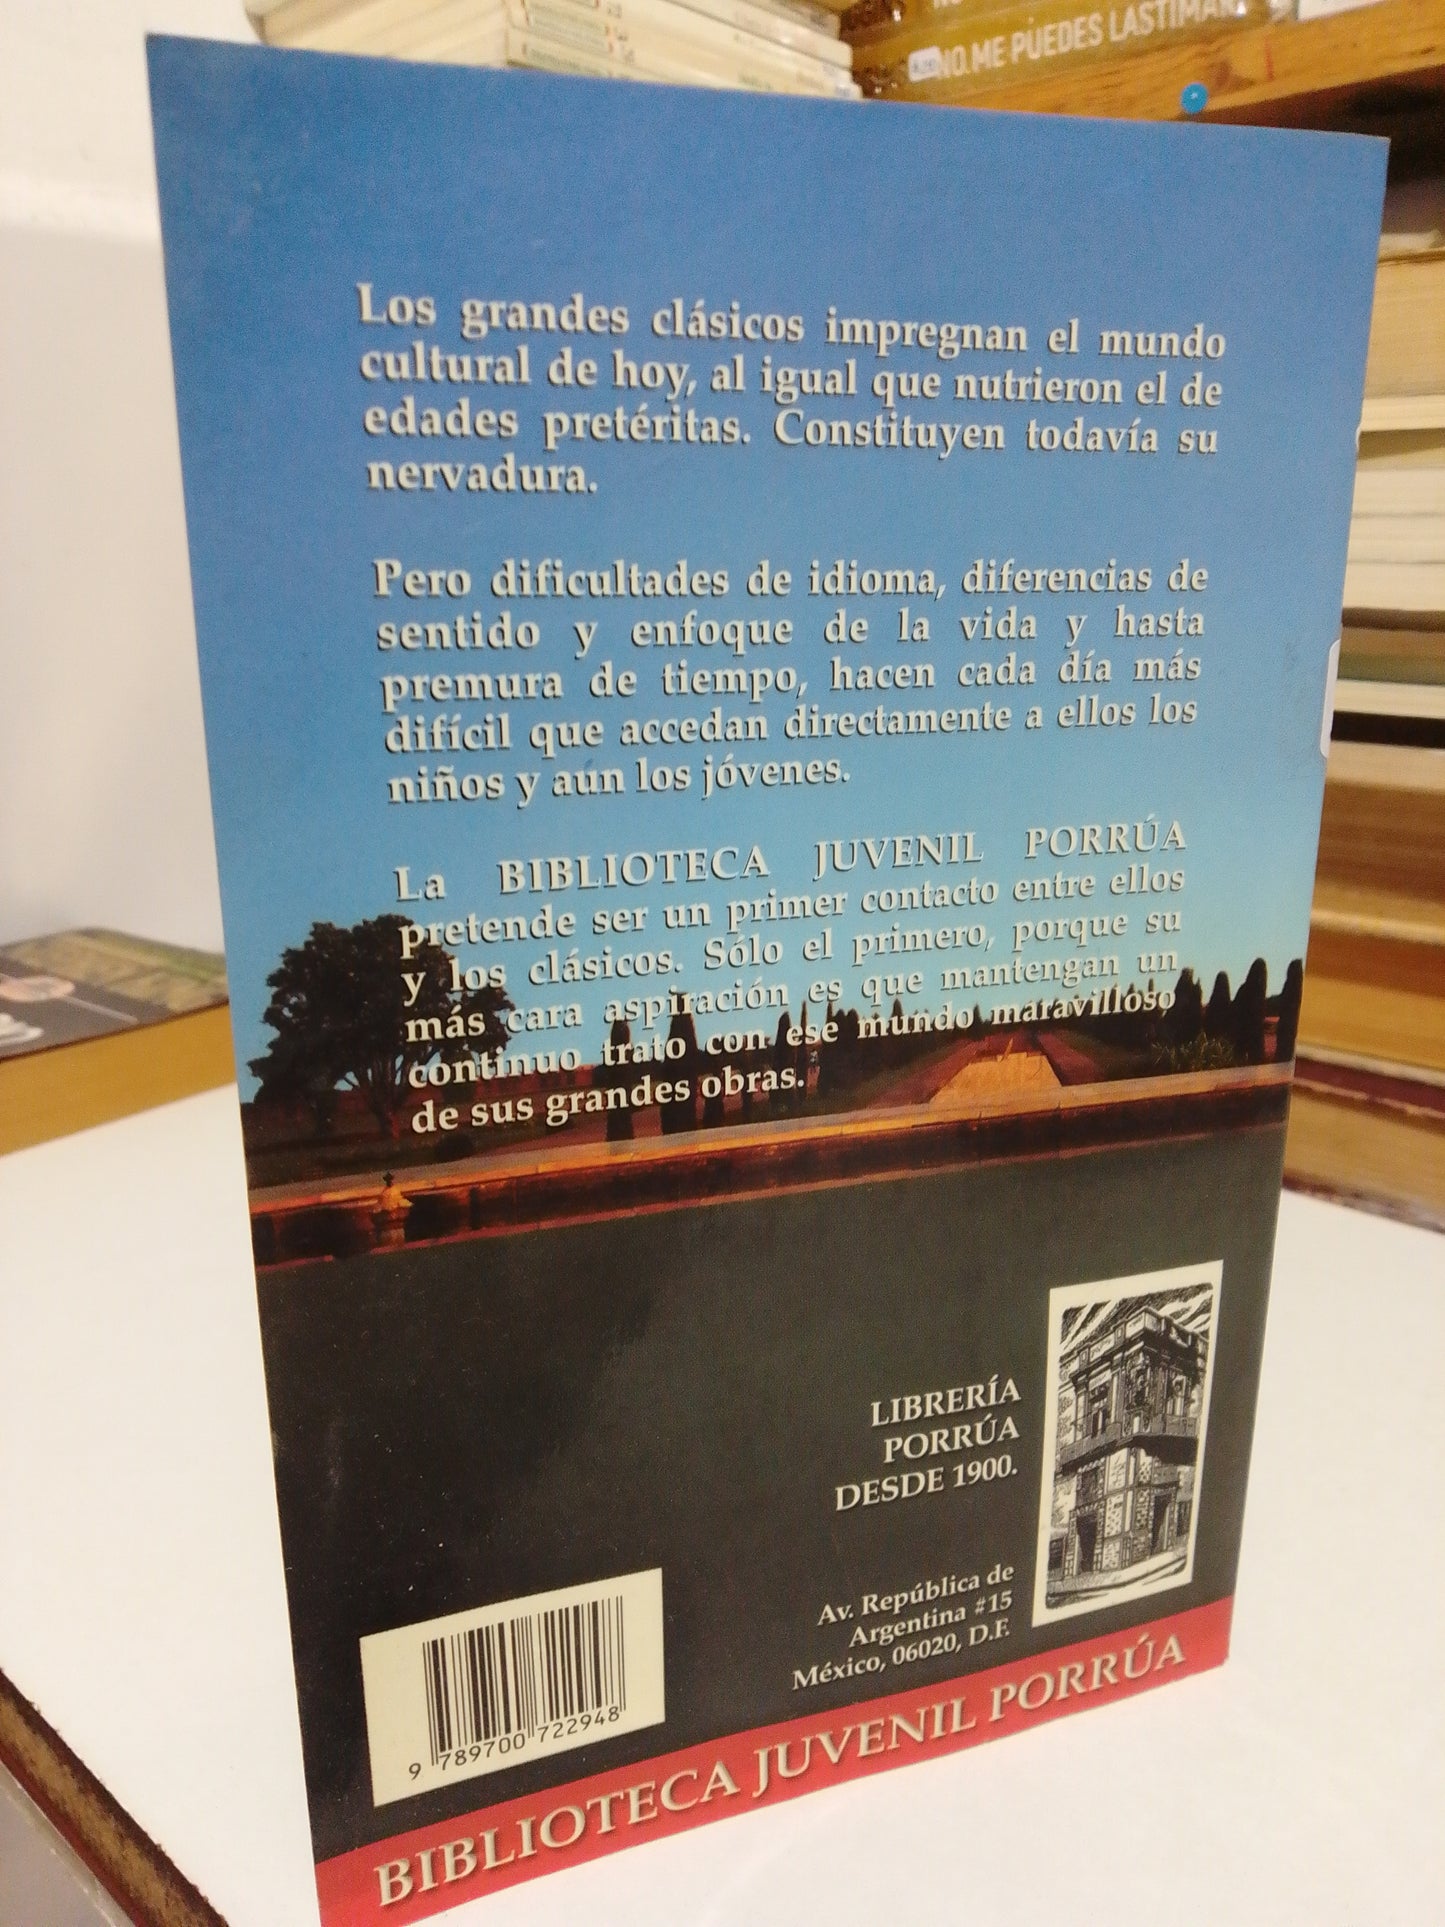 NO.ME PUEDES LASTIMAR
Los grandes clásicos impregnan el mundo
cultural de hoy, al igual que nutrieron el de
edades pretéritas. Constituyen todavía su
nervadura.
Pero dificultades de idioma, diferencias de
sentido y enfoque de la vida y hasta
premura de tiempo, hacen cada día más
difícil que accedan directamente a ellos los
niños y aún los jóvenes.
La BIBLIOTECA JUVENIL PORRÚA
pretende ser un primer contacto entre ellos
y los clásicos. Sólo el primero, porque su
más cara aspiración es que mantengan un
continuo trato con ese mundo maravilloso
de sus grandes obras.
LIBRERÍA
PORRÚA
DESDE 1900.
Av. República de
Argentina #15
México, 06020, D.F.
9 789700 722948
BIBLIOTECA JUVENIL PORRÚA